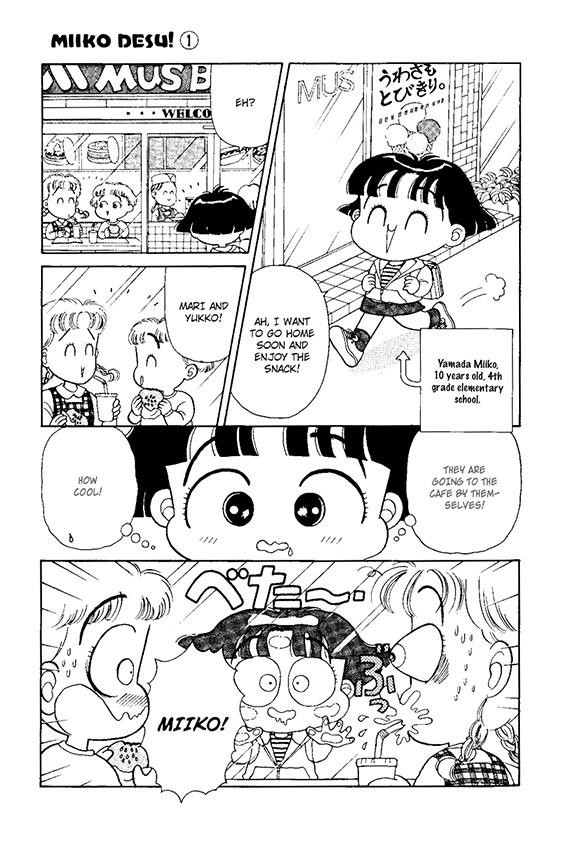 MIIKO DESU! ①
MUS
うわさも
とびきり。
AH, I WANT
TO GO HOME
SOON AND
ENJOY THE
SNACK!
Yamada Miiko,
10 years old, 4th
grade elementary
school.
MUS B
・・・WELCO
EH?
MARI AND
YUKKO!
THEY ARE
GOING TO THE
CAFE BY THEM-
SELVES!
HOW
COOL!
べたー〜
ぶっ
MIIKO!